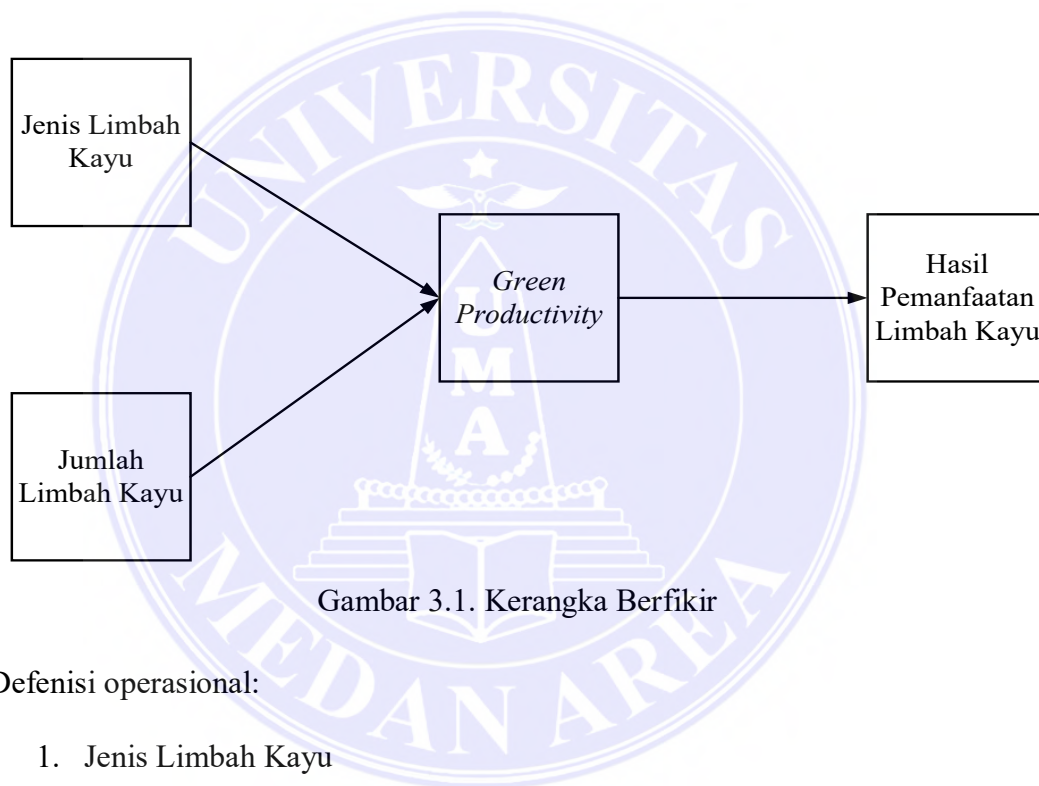 UNIVERSITAS
Jenis Limbah
Kayu
Green
Productivity
Hasil
Pemanfaatan
Limbah Kayu
UMA
Jumlah
Limbah Kayu
Gambar 3.1. Kerangka Berfikir
MEDAN AREA
Defenisi operasional:
1. Jenis Limbah Kayu